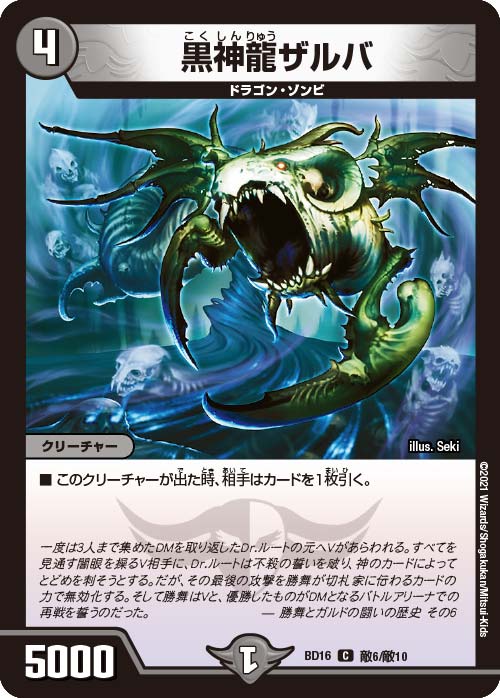 4
こくしんりゅう
黒神龍ザルバ
ドラゴン・ゾンビ
クリーチャー
illus. Seki
■ このクリーチャーが出た時、相手はカードを1枚引く。
一度は3人まで集めたDMを取り返したDr.ルートの元へVがあらわれる。すべてを
見通す闇眼を操るV相手に、Dr.ルートは不殺の誓いを破り、神のカードによって
とどめを刺そうとする。だが、その最後の攻撃を勝舞が切札家に伝わるカードの
力で無効化する。そして勝舞はVと、優勝したものがDMとなるバトルアリーナでの
再戦を誓うのだった。 — 勝舞とガルドの闘いの歴史 その6
5000
1
BD16 C 敵6/敵10
©2021 Wizards/Shogakukan/Mitsui-Kids